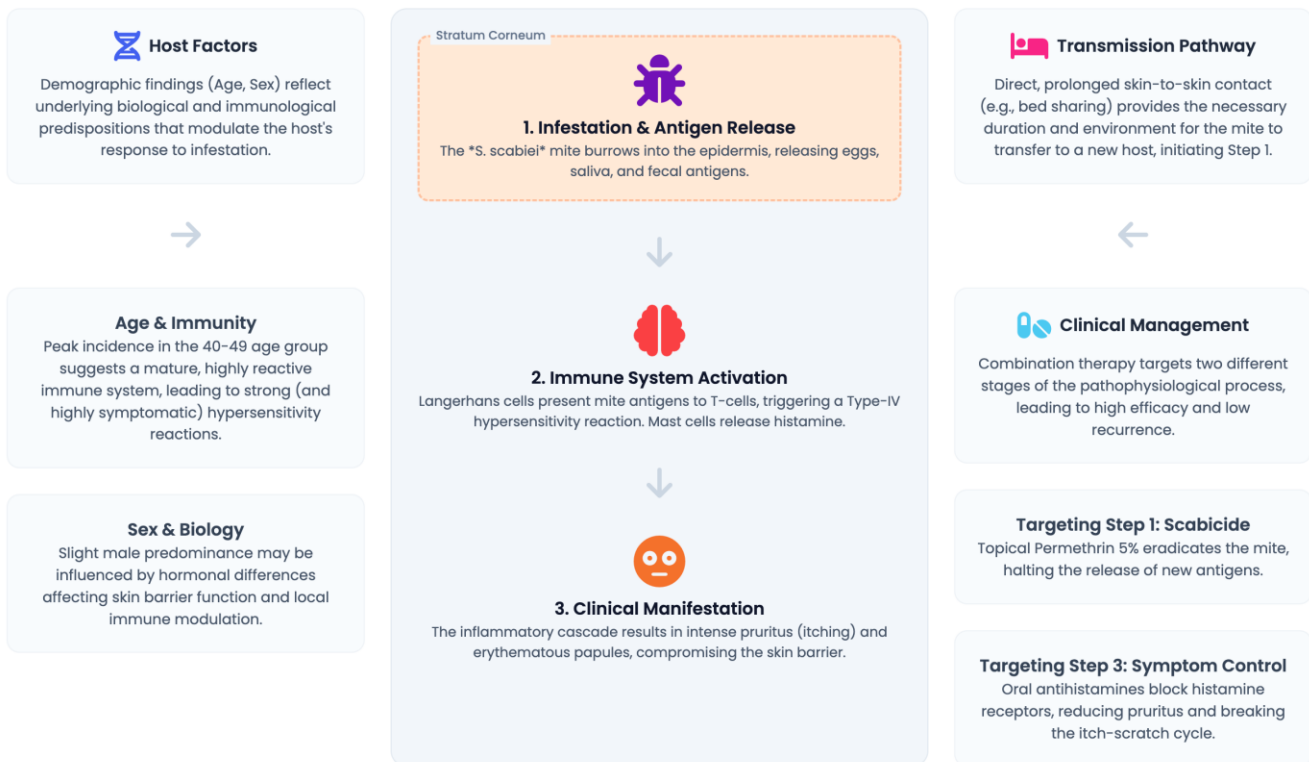 Host Factors
Demographic findings (Age, Sex) reflect
underlying biological and immunological
predispositions that modulate the host's
response to infestation.
Age & Immunity
Peak incidence in the 40-49 age group
suggests a mature, highly reactive
immune system, leading to strong (and
highly symptomatic) hypersensitivity
reactions.
Sex & Biology
Slight male predominance may be
influenced by hormonal differences
affecting skin barrier function and local
immune modulation.
Stratum Corneum
1. Infestation & Antigen Release
The *S. scabiei* mite burrows into the epidermis, releasing eggs,
saliva, and fecal antigens.
2. Immune System Activation
Langerhans cells present mite antigens to T-cells, triggering a Type-IV
hypersensitivity reaction. Mast cells release histamine.
3. Clinical Manifestation
The inflammatory cascade results in intense pruritus (itching) and
erythematous papules, compromising the skin barrier.
Transmission Pathway
Direct, prolonged skin-to-skin contact
(e.g., bed sharing) provides the necessary
duration and environment for the mite to
transfer to a new host, initiating Step 1.
Clinical Management
Combination therapy targets two different
stages of the pathophysiological process,
leading to high efficacy and low
recurrence.
Targeting Step 1: Scabicide
Topical Permethrin 5% eradicates the mite,
halting the release of new antigens.
Targeting Step 3: Symptom Control
Oral antihistamines block histamine
receptors, reducing pruritus and breaking
the itch-scratch cycle.